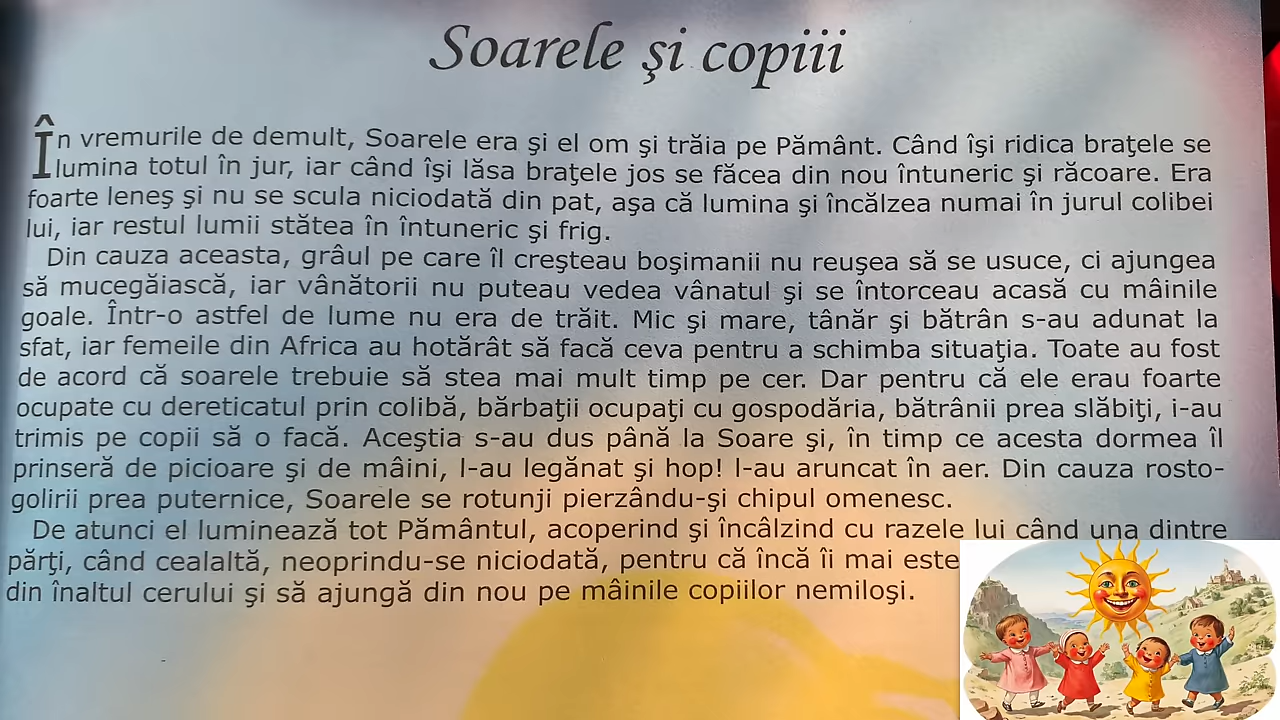 Soarele şi copiii
În vremurile de demult, Soarele era şi el om şi trăia pe Pământ. Când îşi ridica braţele se
lumina totul în jur, iar când îşi lăsa braţele jos se făcea din nou întuneric şi răcoare. Era
foarte leneş şi nu se scula niciodată din pat, aşa că lumina şi încălzea numai în jurul colibei
lui, iar restul lumii stătea în întuneric şi frig.
Din cauza aceasta, grâul pe care îl creşteau boşimanii nu reuşea să se usuce, ci ajungea
să mucegăiască, iar vânătorii nu puteau vedea vânatul şi se întorceau acasă cu mâinile
goale. Într-o astfel de lume nu era de trăit. Mic şi mare, tânăr şi bătrân s-au adunat la
sfat, iar femeile din Africa au hotărât să facă ceva pentru a schimba situaţia. Toate au fost
de acord că soarele trebuie să stea mai mult timp pe cer. Dar pentru că ele erau foarte
ocupate cu dereticatul prin colibă, bărbaţii ocupaţi cu gospodăria, bătrânii prea slăbiţi, i-au
trimis pe copii să o facă. Aceştia s-au dus până la Soare şi, în timp ce acesta dormea îl
prinseră de picioare şi de mâini, l-au legănat şi hop! l-au aruncat în aer. Din cauza rosto-
golirii prea puternice, Soarele se rotunji pierzându-şi chipul omenesc.
De atunci el luminează tot Pământul, acoperind şi încâlzind cu razele lui când una dintre
părţi, când cealaltă, neoprindu-se niciodată, pentru că încă îi mai este
din înaltul cerului şi să ajungă din nou pe mâinile copiilor nemiloşi.